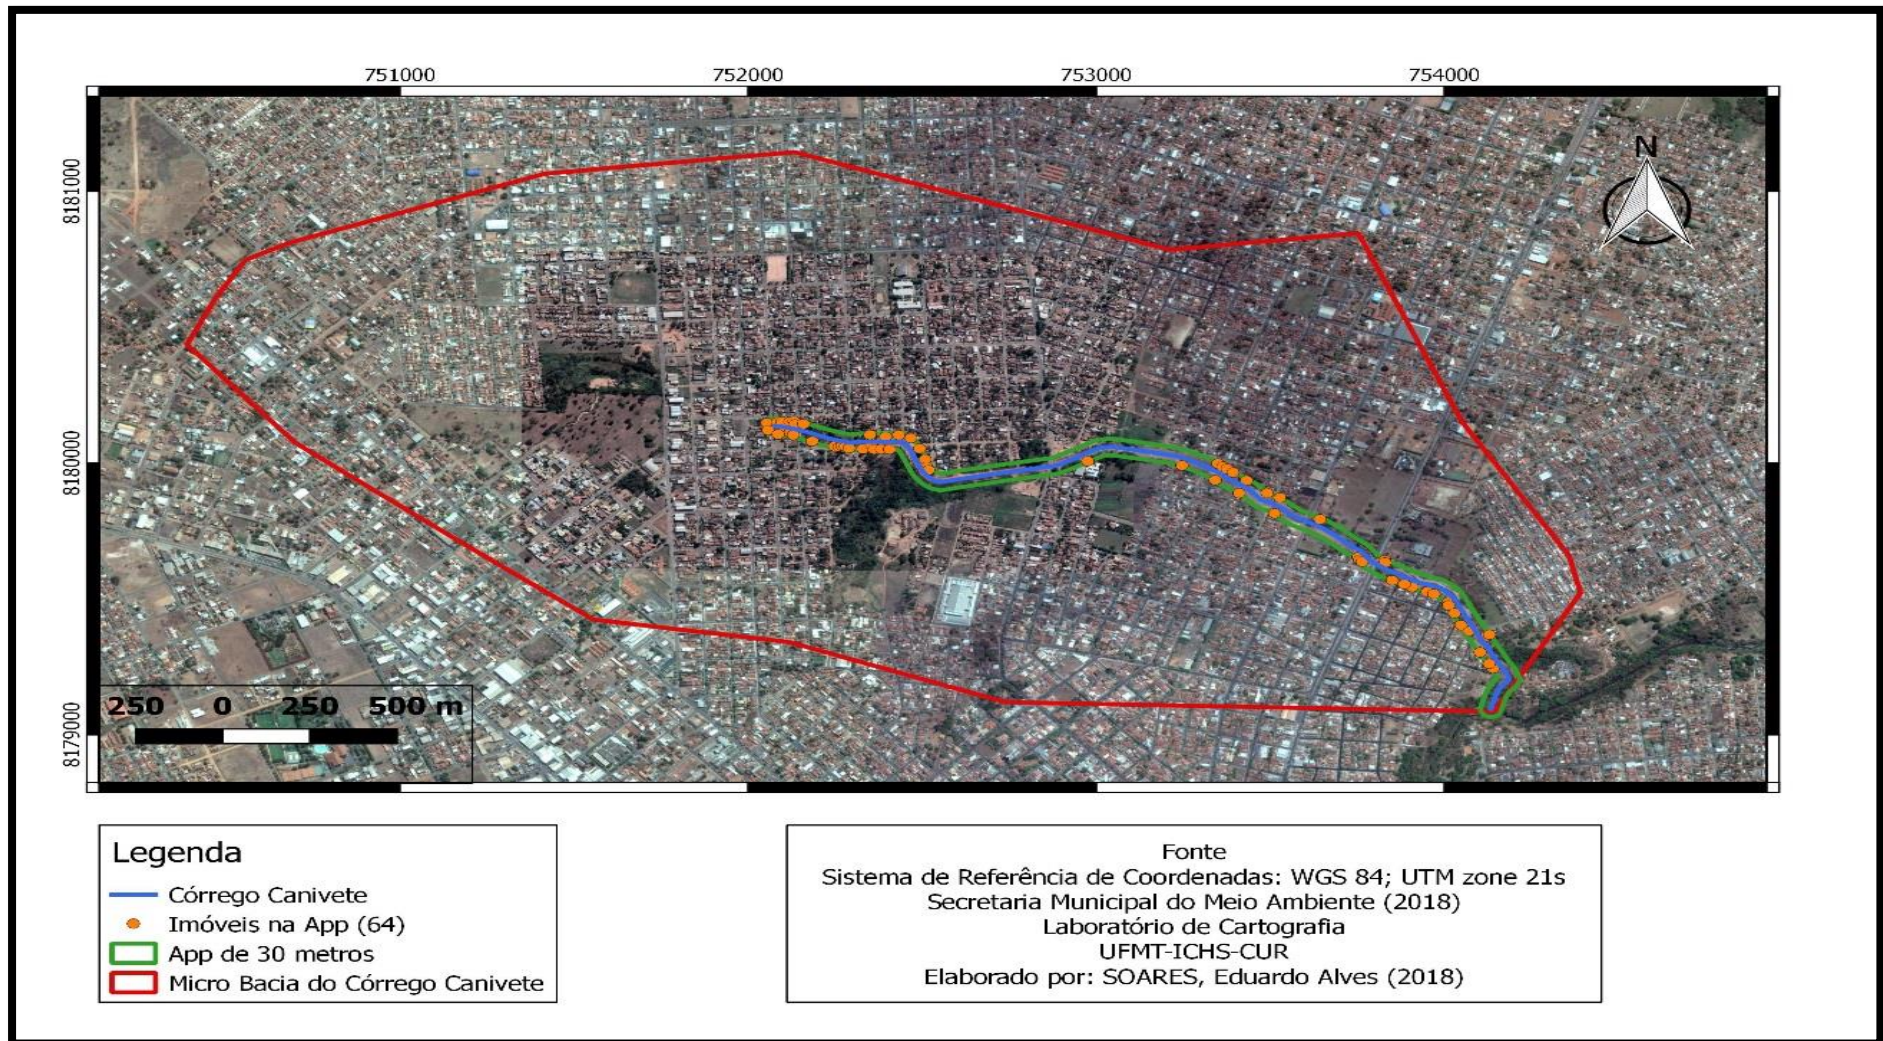 751000 752000 753000 754000
N
8181000
8180000
8179000
250 0 250 500 m
Legenda
Córrego Canivete
Imóveis na App (64)
App de 30 metros
Micro Bacia do Córrego Canivete
Fonte
Sistema de Referência de Coordenadas: WGS 84; UTM zone 21s
Secretaria Municipal do Meio Ambiente (2018)
Laboratório de Cartografia
UFMT-ICHS-CUR
Elaborado por: SOARES, Eduardo Alves (2018)